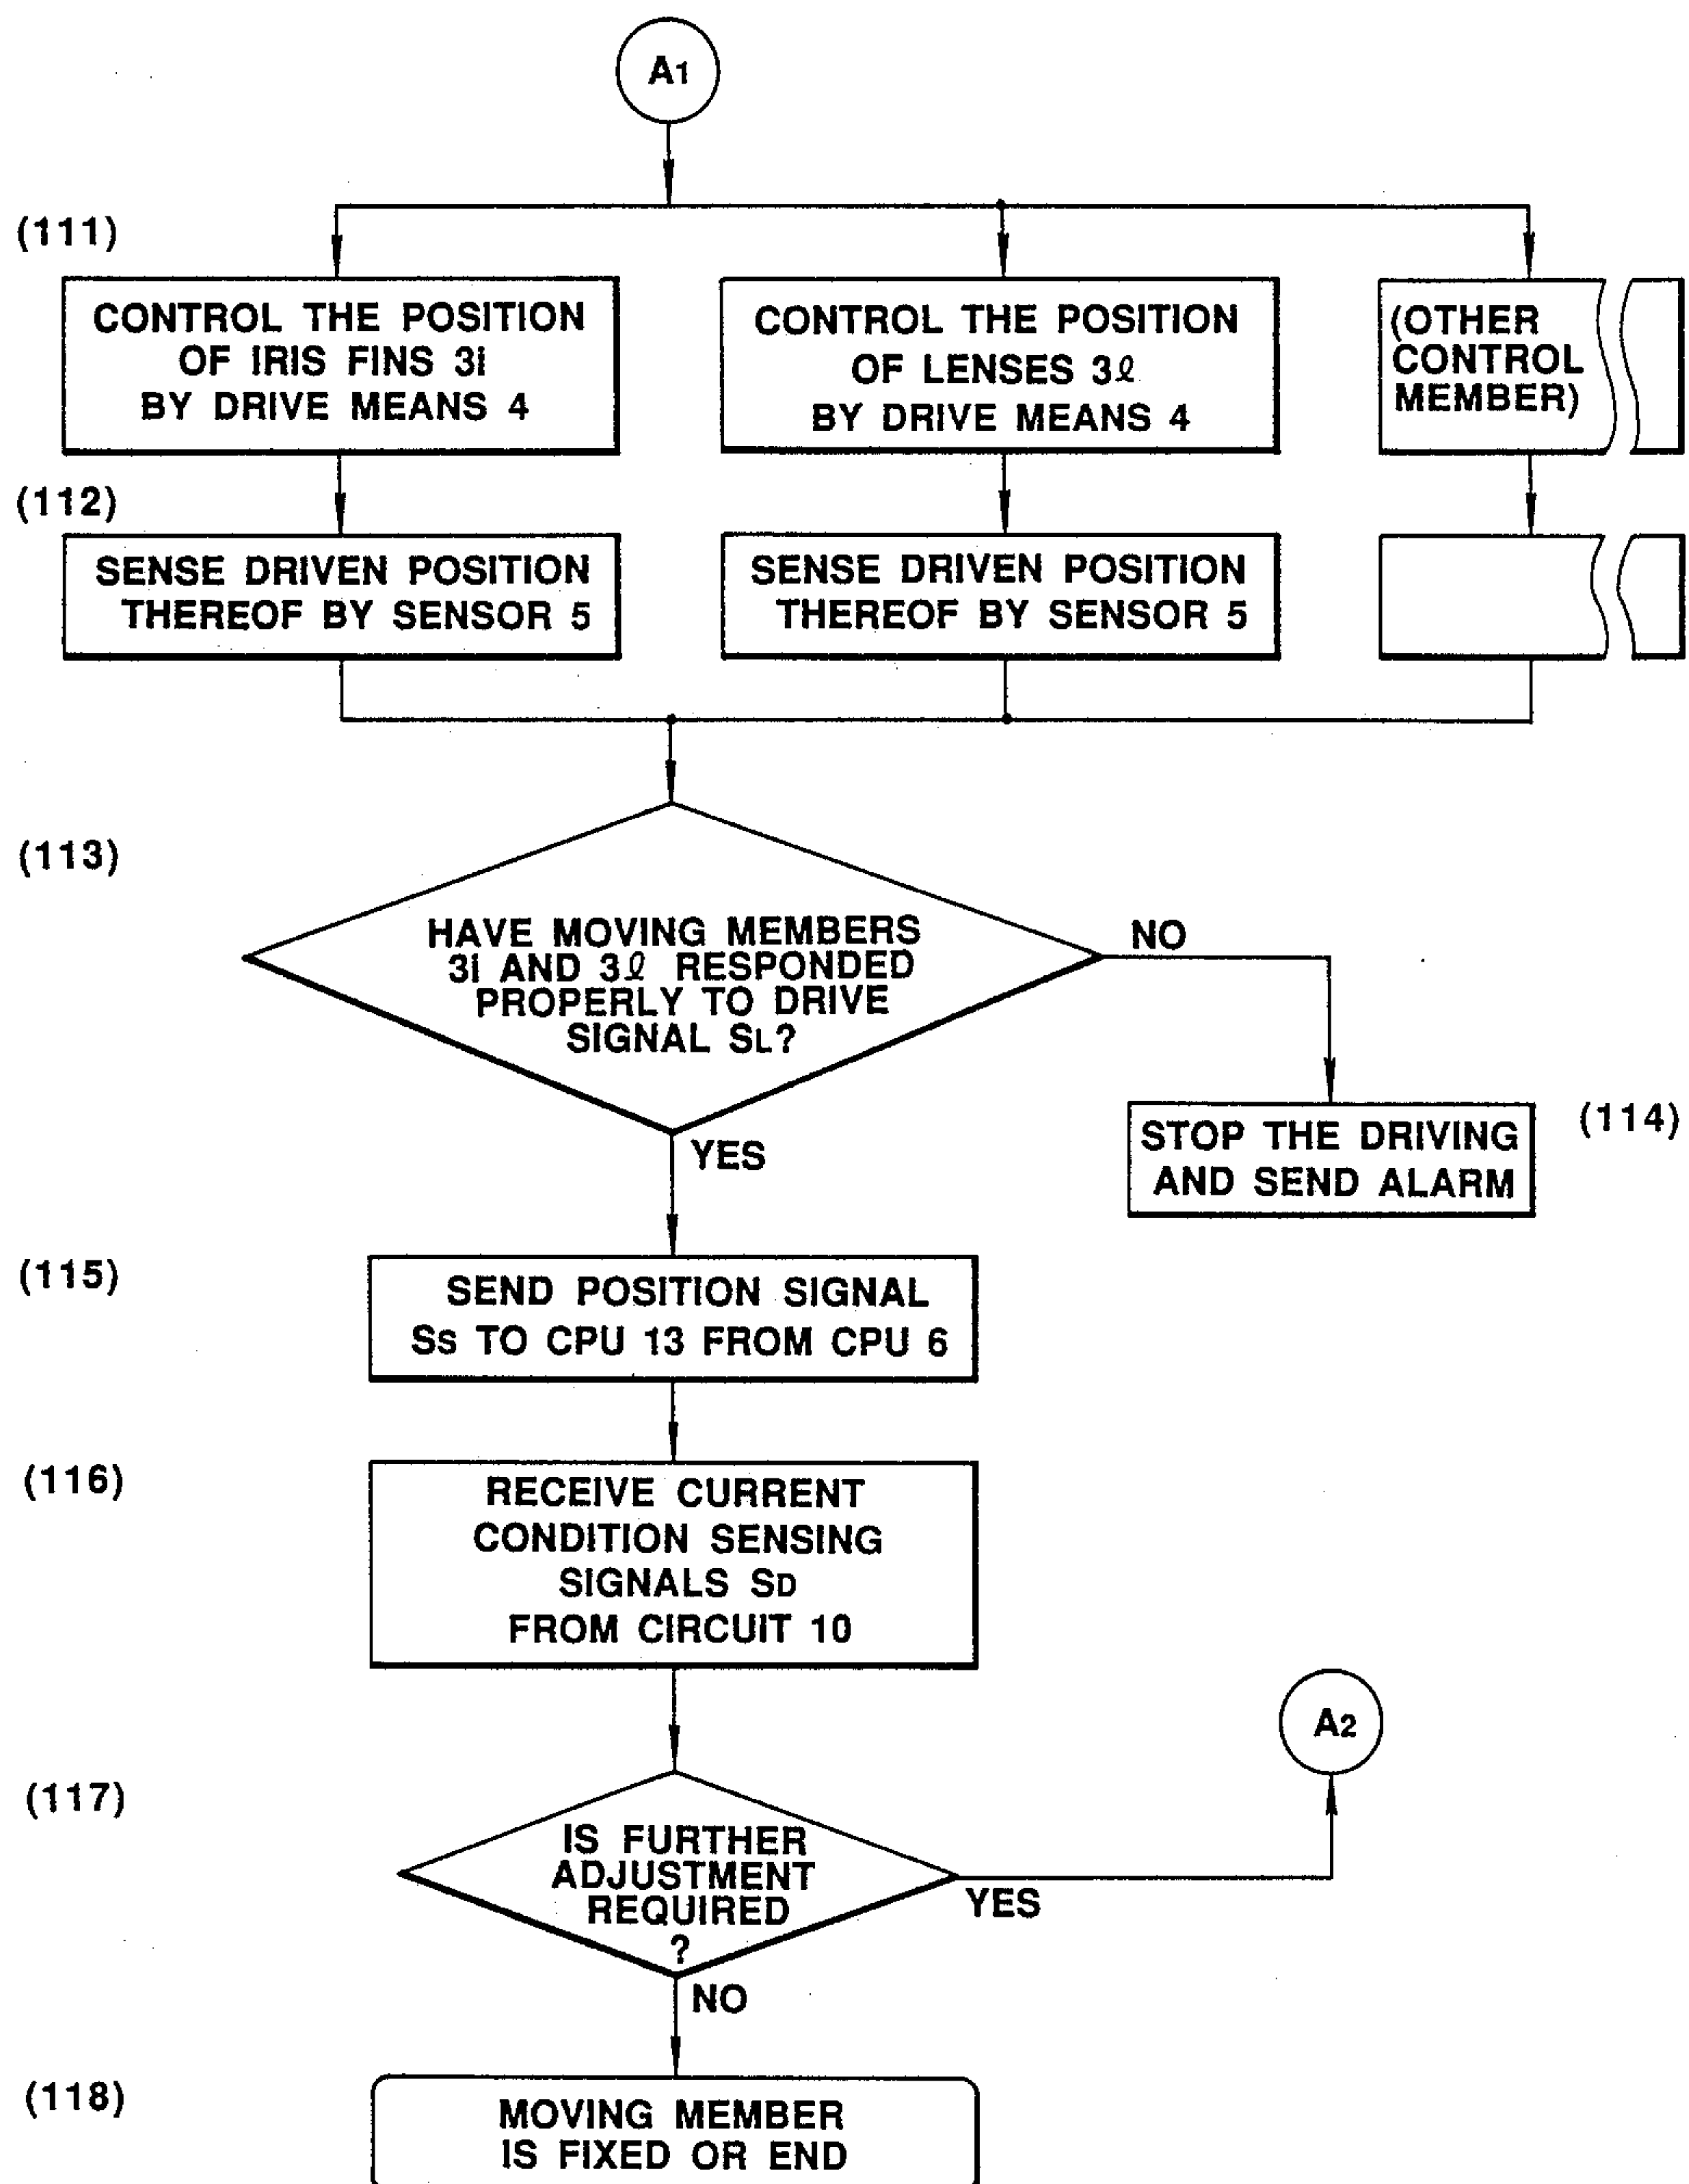 A1
(111)
CONTROL THE POSITION
OF IRIS FINS 3i
BY DRIVE MEANS 4
CONTROL THE POSITION
OF LENSES 3ℓ
BY DRIVE MEANS 4
(OTHER
CONTROL
MEMBER)
(112)
SENSE DRIVEN POSITION
THEREOF BY SENSOR 5
SENSE DRIVEN POSITION
THEREOF BY SENSOR 5
(113)
HAVE MOVING MEMBERS
3i AND 3ℓ RESPONDED
PROPERLY TO DRIVE
SIGNAL SL?
NO
YES
STOP THE DRIVING
AND SEND ALARM
(114)
(115)
SEND POSITION SIGNAL
SS TO CPU 13 FROM CPU 6
(116)
RECEIVE CURRENT
CONDITION SENSING
SIGNALS SD
FROM CIRCUIT 10
A2
(117)
IS FURTHER
ADJUSTMENT
REQUIRED
?
YES
NO
(118)
MOVING MEMBER
IS FIXED OR END